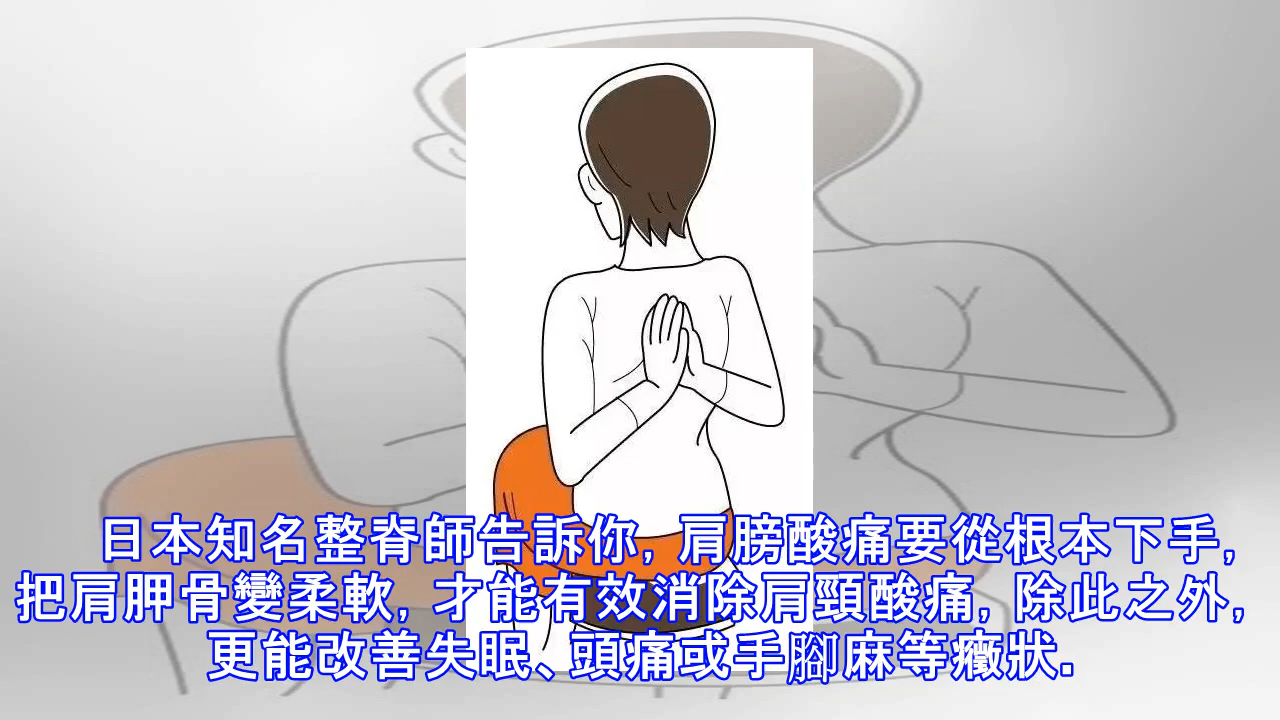 日本知名整脊師告訴你, 肩膀酸痛要從根本下手,
把肩胛骨變柔軟, 才能有效消除肩頸酸痛, 除此之外,
更能改善失眠、頭痛或手腳麻等癥狀.